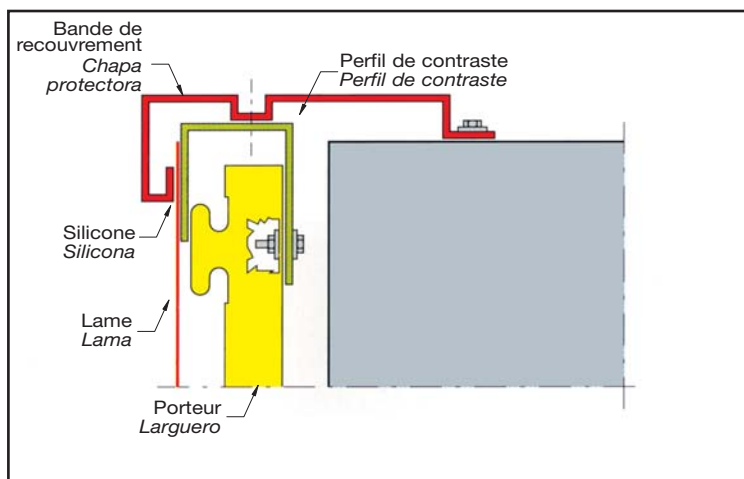 Bande de
recouvrement
Chapa
protectora
Perfil de contraste
Perfil de contraste
Silicone
Silicona
Lame
Lama
Porteur
Larguero